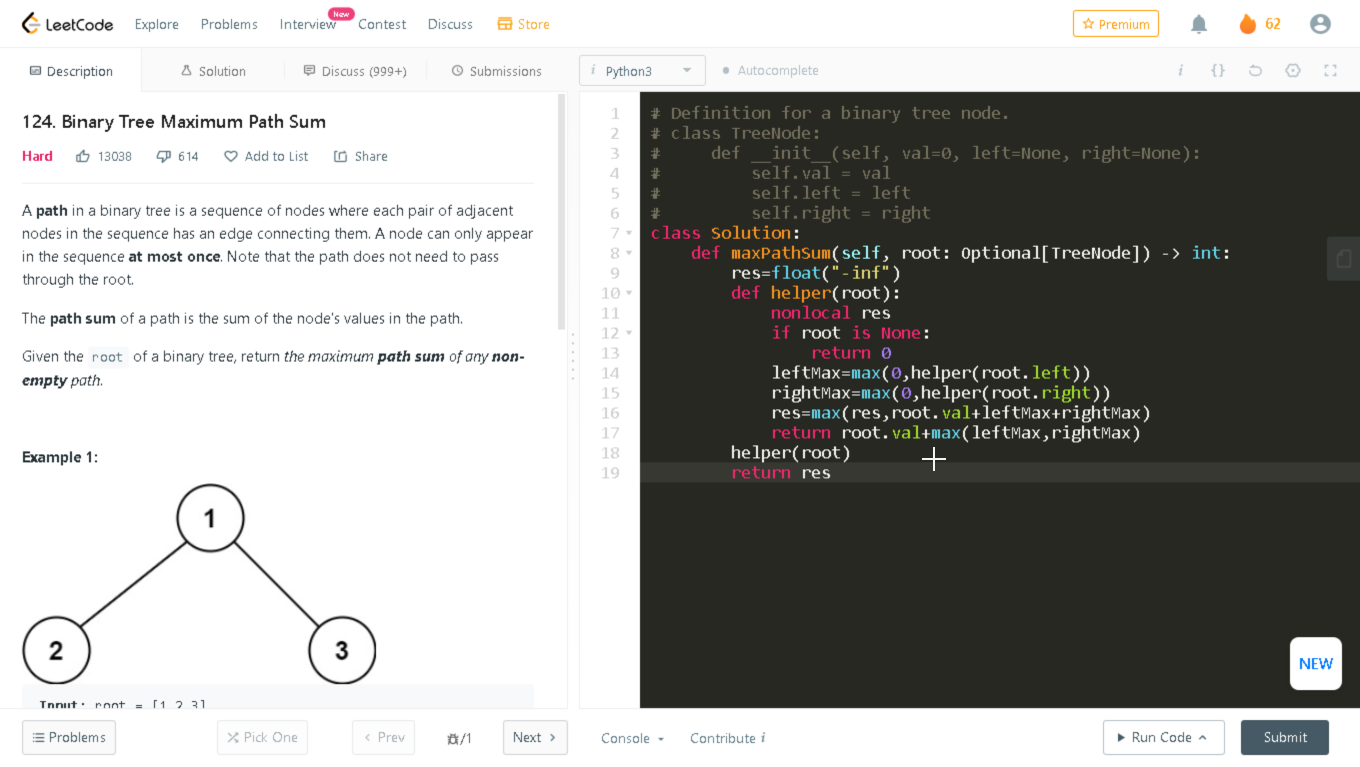 LeetCode
Explore
Problems
Interview
New
Contest
Discuss
Store
Premium
62
Description
Solution
Discuss (999+)
Submissions
i
Python3
Autocomplete
i
{}
124. Binary Tree Maximum Path Sum
Hard
13038
614
Add to List
Share
A path in a binary tree is a sequence of nodes where each pair of adjacent
nodes in the sequence has an edge connecting them. A node can only appear
in the sequence at most once. Note that the path does not need to pass
through the root.
The path sum of a path is the sum of the node's values in the path.
Given the root of a binary tree, return the maximum path sum of any non-
empty path.
Example 1:
1
2
3
Input: root = [1,2,3]
1 # Definition for a binary tree node.
2 # class TreeNode:
3 #     def __init__(self, val=0, left=None, right=None):
4 #         self.val = val
5 #         self.left = left
6 #         self.right = right
7 class Solution:
8     def maxPathSum(self, root: Optional[TreeNode]) -> int:
9         res=float("-inf")
10         def helper(root):
11             nonlocal res
12             if root is None:
13                 return 0
14             leftMax=max(0,helper(root.left))
15             rightMax=max(0,helper(root.right))
16             res=max(res,root.val+leftMax+rightMax)
17             return root.val+max(leftMax,rightMax)
18         helper(root)
19         return res
NEW
Problems
Pick One
Prev
/1
Next
Console
Contribute i
Run Code
Submit